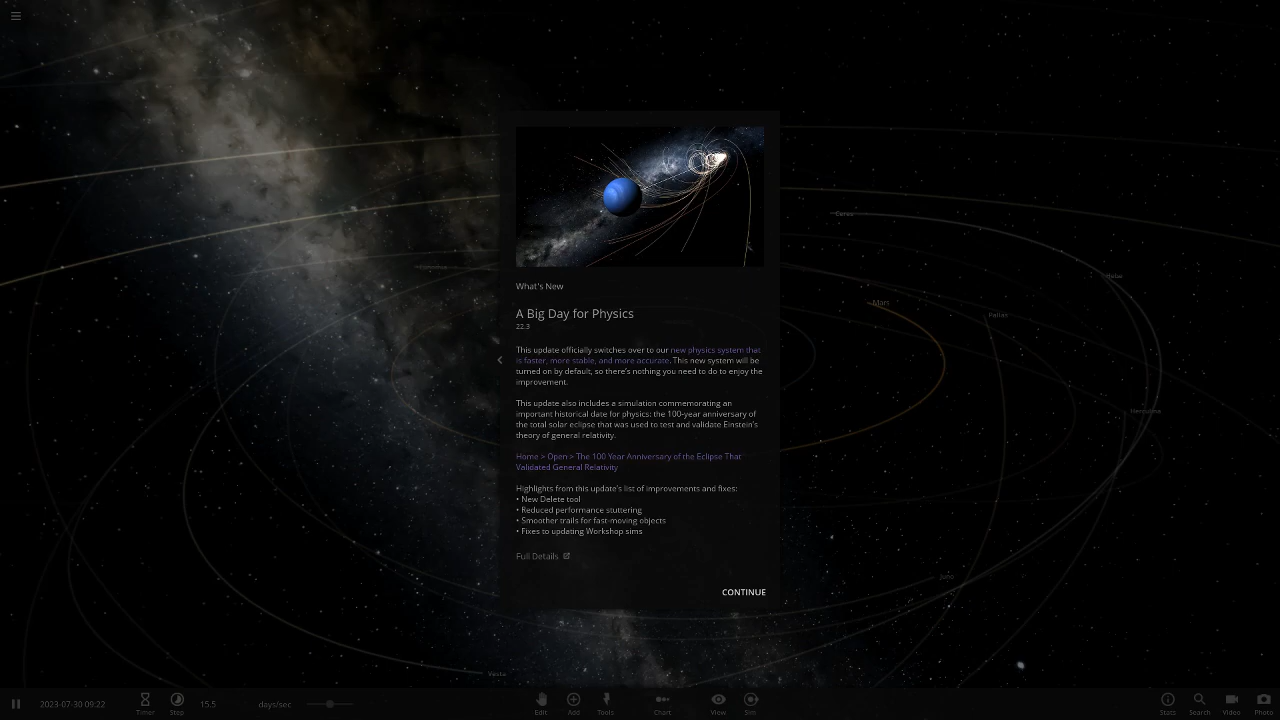 Ceres
Hebe
Mars
Pallas
What's New
A Big Day for Physics
22.3
This update officially switches over to our new physics system that
is faster, more stable, and more accurate. This new system will be
turned on by default, so there's nothing you need to do to enjoy the
improvement.
This update also includes a simulation commemorating an
important historical date for physics: the 100-year anniversary of
the total solar eclipse that was used to test and validate Einstein's
theory of general relativity.
Home > Open > The 100 Year Anniversary of the Eclipse That
Validated General Relativity
Highlights from this update's list of improvements and fixes:
• New Delete tool
• Reduced performance stuttering
• Smoother trails for fast-moving objects
• Fixes to updating Workshop sims
Full Details
CONTINUE
Juno
Vesta
2023-07-30 09:22
Timer
Step
15.5
days/sec
Edit
Add
Tools
Chart
View
Sim
Stats
Search
Video
Photo